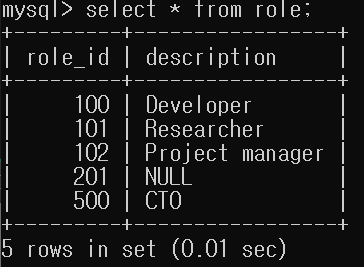 mysql> select * from role;
+---------+-----------------+
| role_id | description     |
+---------+-----------------+
|     100 | Developer       |
|     101 | Researcher      |
|     102 | Project manager |
|     201 | NULL            |
|     500 | CTO             |
+---------+-----------------+
5 rows in set (0.01 sec)